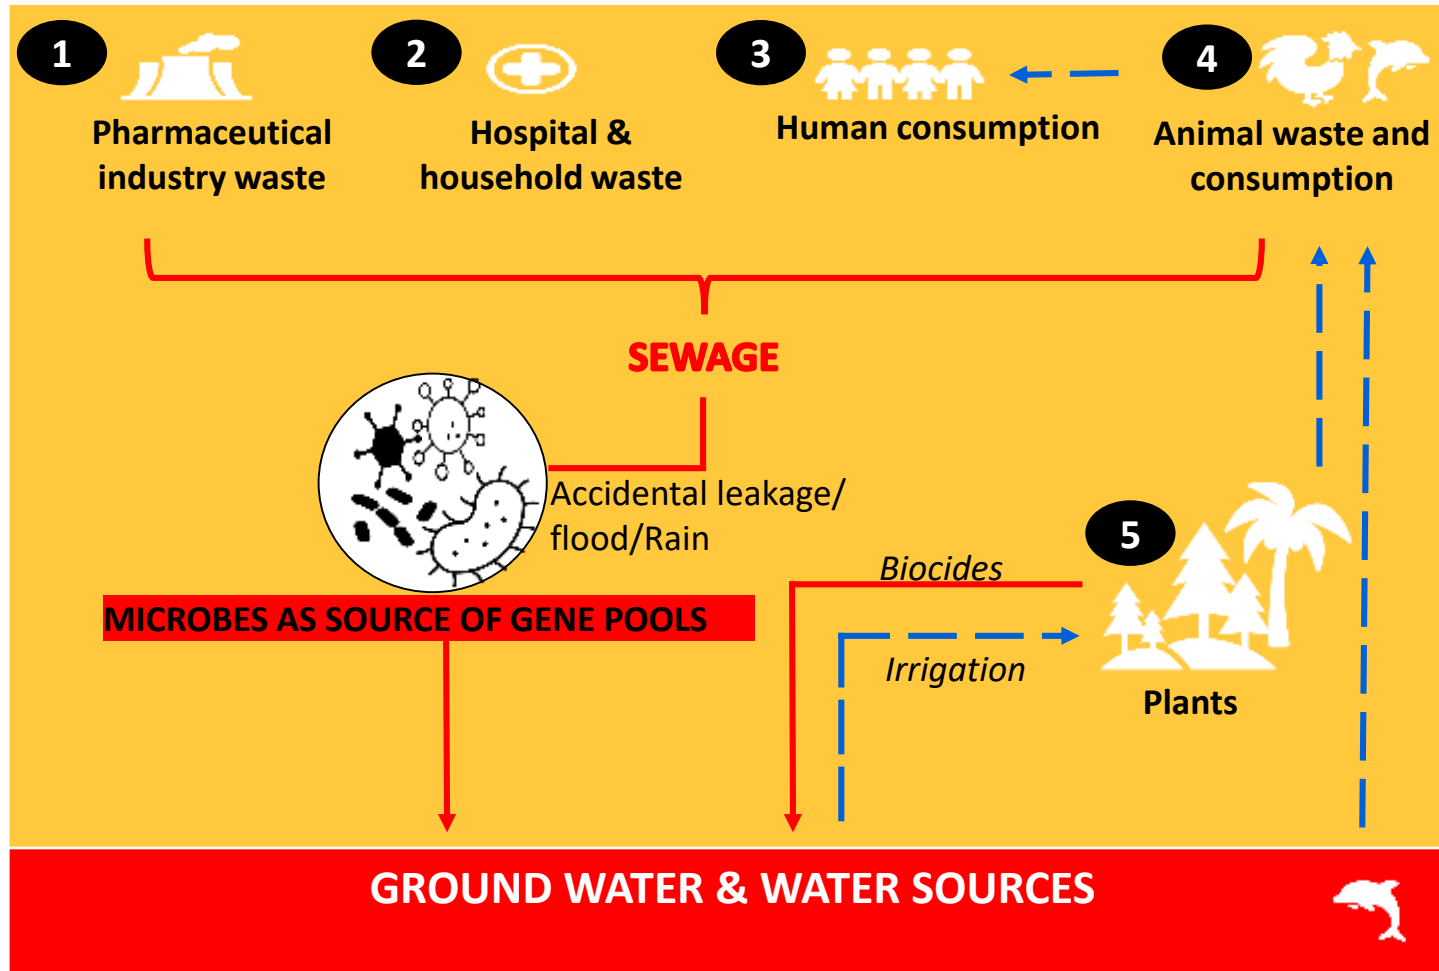 1
Pharmaceutical
industry waste
2
Hospital &
household waste
3
Human consumption
4
Animal waste and
consumption
SEWAGE
Accidental leakage/
flood/Rain
MICROBES AS SOURCE OF GENE POOLS
5
Biocides
Irrigation
Plants
GROUND WATER & WATER SOURCES